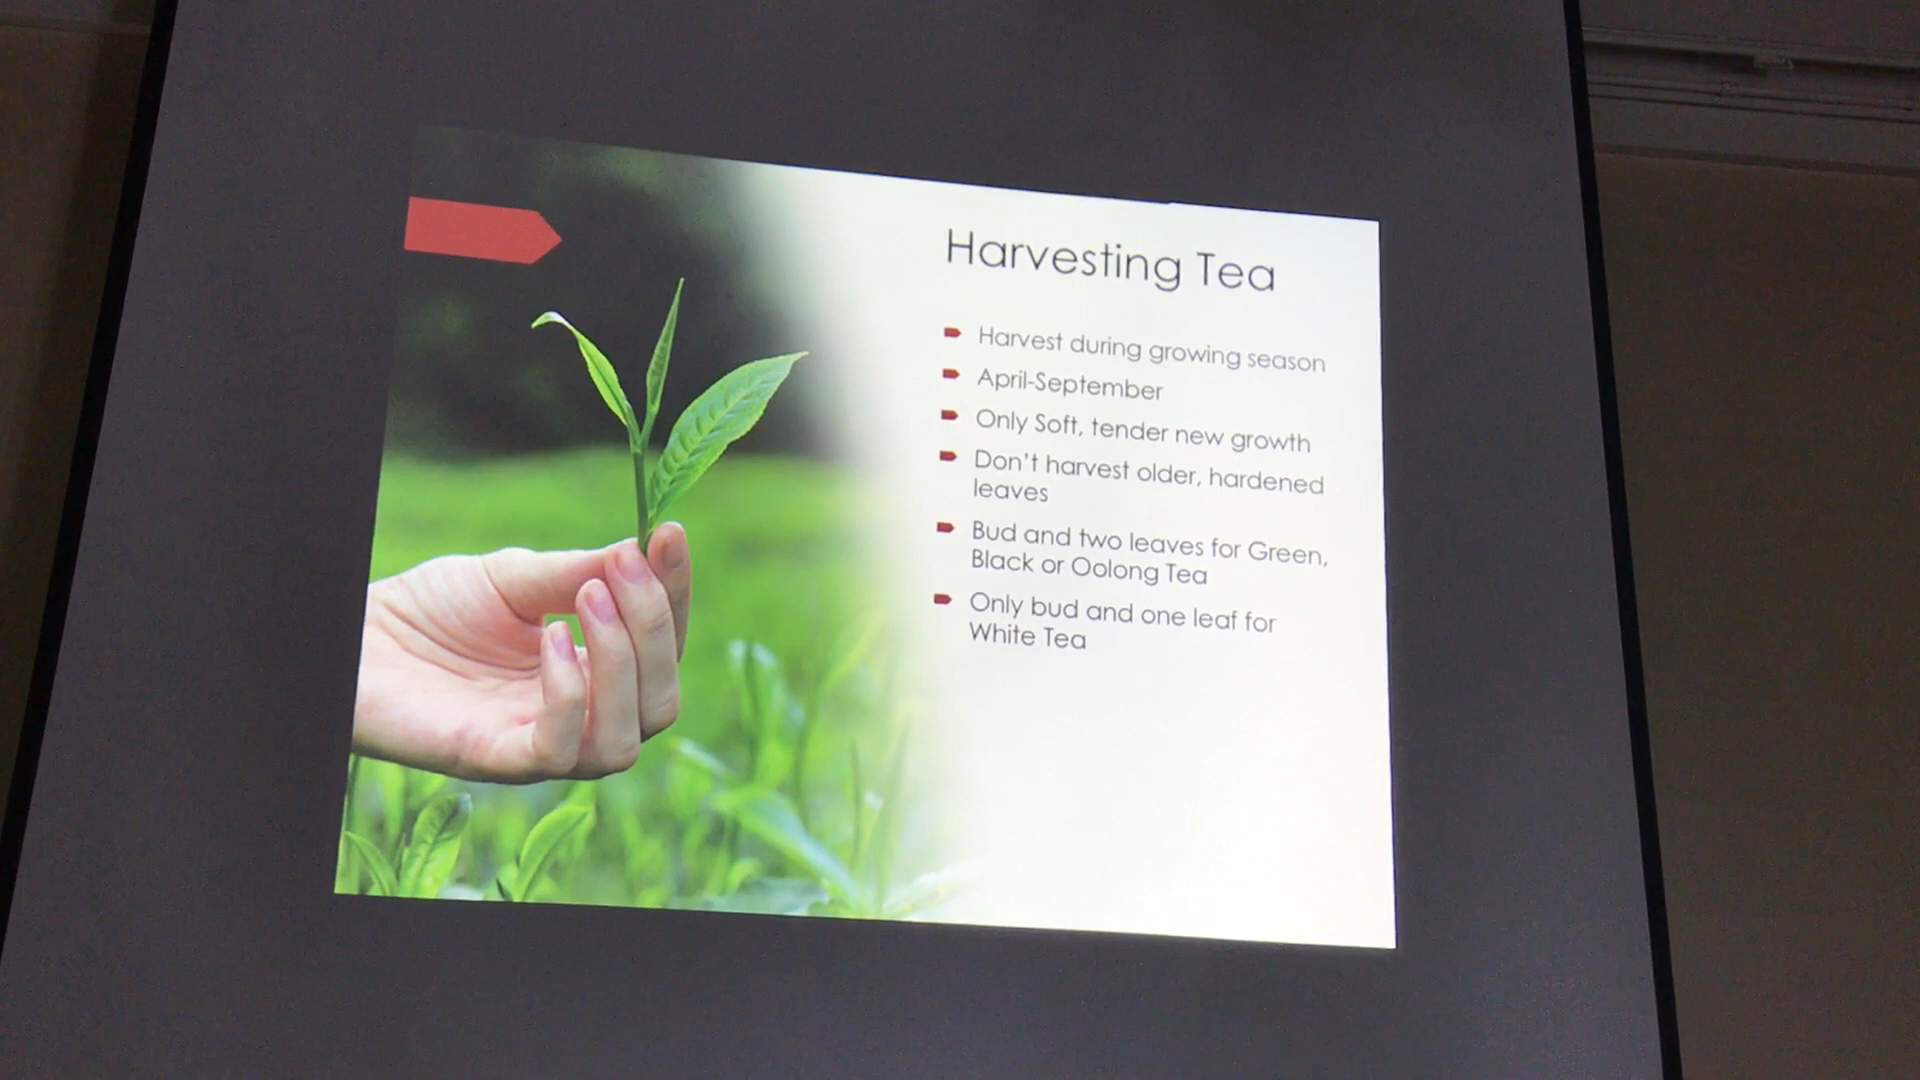 Harvesting Tea
Harvest during growing season
April-September
Only Soft, tender new growth
Don't harvest older, hardened
leaves
Bud and two leaves for Green,
Black or Oolong Tea
Only bud and one leaf for
White Tea